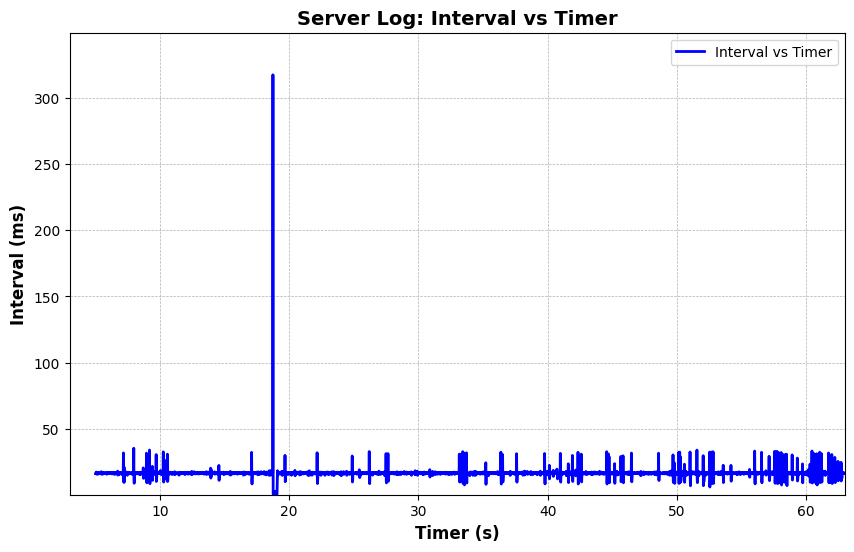 Server Log: Interval vs Timer
Interval vs Timer
300
250
200
150
100
50
Interval (ms)
10 20 30 40 50 60
Timer (s)